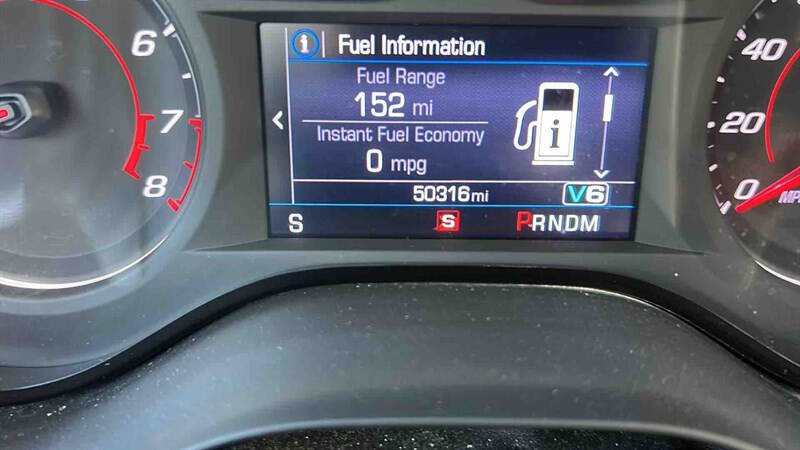 6
7
8
i Fuel Information
Fuel Range
152 mi
Instant Fuel Economy
0 mpg
i
50316mi
V6
S
S
PRNDM
40
20
0